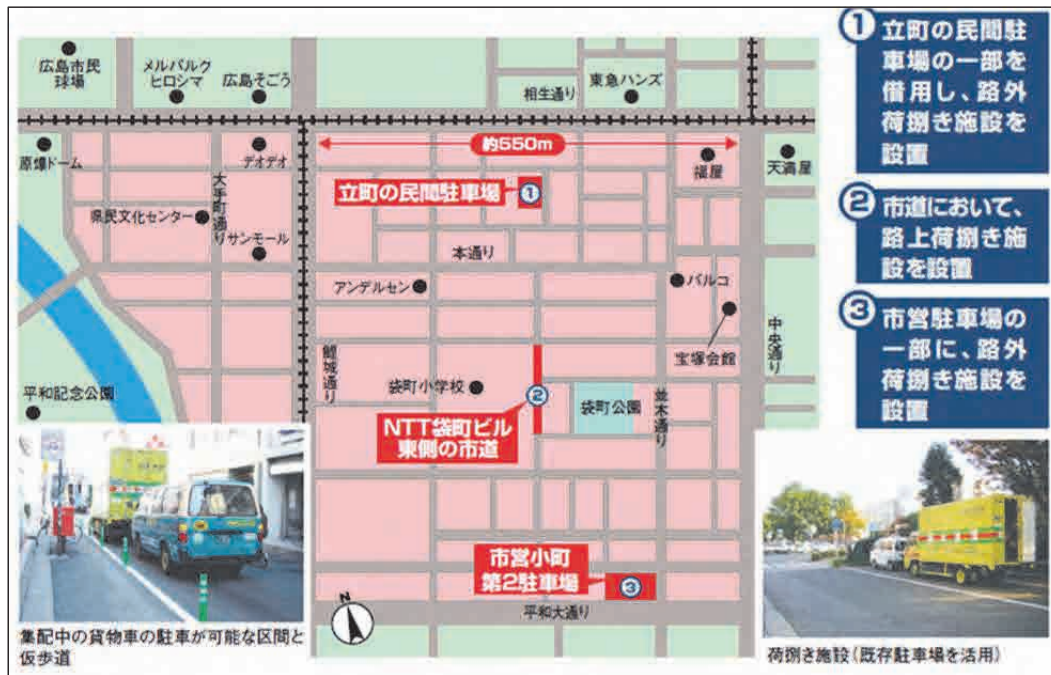 広島市民
球場
メルパルク
ヒロシマ
広島そごう
相生通り
東急ハンズ
約550m
原爆ドーム
デオデオ
福屋
天満屋
大手町通り
県民文化センター
サンモール
立町の民間駐車場
①
本通り
アンデルセン
パルコ
宝塚会館
中央通り
鯉城通り
袋町小学校
②
袋町公園
並木通り
平和記念公園
NTT袋町ビル
東側の市道
市営小町
第2駐車場
③
平和大通り
N
① 立町の民間駐
車場の一部を
借用し、路外
荷捌き施設を
設置
② 市道において、
路上荷捌き施
設を設置
③ 市営駐車場の
一部に、路外
荷捌き施設を
設置
集配中の貨物車の駐車が可能な区間と
仮歩道
荷捌き施設(既存駐車場を活用)